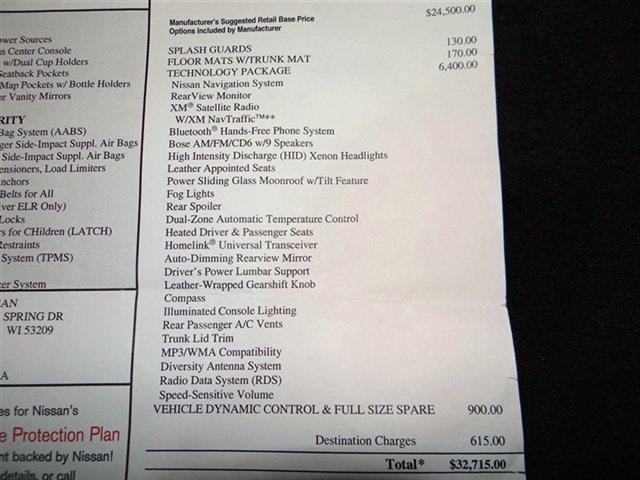 Manufacturer's Suggested Retail Base Price $24,500.00
Options Included by Manufacturer
SPLASH GUARDS 130.00
FLOOR MATS W/TRUNK MAT 170.00
TECHNOLOGY PACKAGE 6,400.00
Nissan Navigation System
RearView Monitor
XM® Satellite Radio
W/XM NavTraffic™**
Bluetooth® Hands-Free Phone System
Bose AM/FM/CD6 w/9 Speakers
High Intensity Discharge (HID) Xenon Headlights
Leather Appointed Seats
Power Sliding Glass Moonroof w/Tilt Feature
Fog Lights
Rear Spoiler
Dual-Zone Automatic Temperature Control
Heated Driver & Passenger Seats
Homelink® Universal Transceiver
Auto-Dimming Rearview Mirror
Driver's Power Lumbar Support
Leather-Wrapped Gearshift Knob
Compass
Illuminated Console Lighting
Rear Passenger A/C Vents
Trunk Lid Trim
MP3/WMA Compatibility
Diversity Antenna System
Radio Data System (RDS)
Speed-Sensitive Volume
VEHICLE DYNAMIC CONTROL & FULL SIZE SPARE 900.00
Destination Charges 615.00
Total* $32,715.00
ower Sources
n Center Console
w/Dual Cup Holders
Seatback Pockets
Map Pockets w/ Bottle Holders
or Vanity Mirrors
RITY
Bag System (AABS)
ger Side-Impact Suppl. Air Bags
Side-Impact Suppl. Air Bags
ensioners, Load Limiters
nchors
Belts for All
ver ELR Only)
Locks
rs for CHildren (LATCH)
Restraints
System (TPMS)
zer System
AN
SPRING DR
WI 53209
A
es for Nissan's
e Protection Plan
nt backed by Nissan!
details, or call